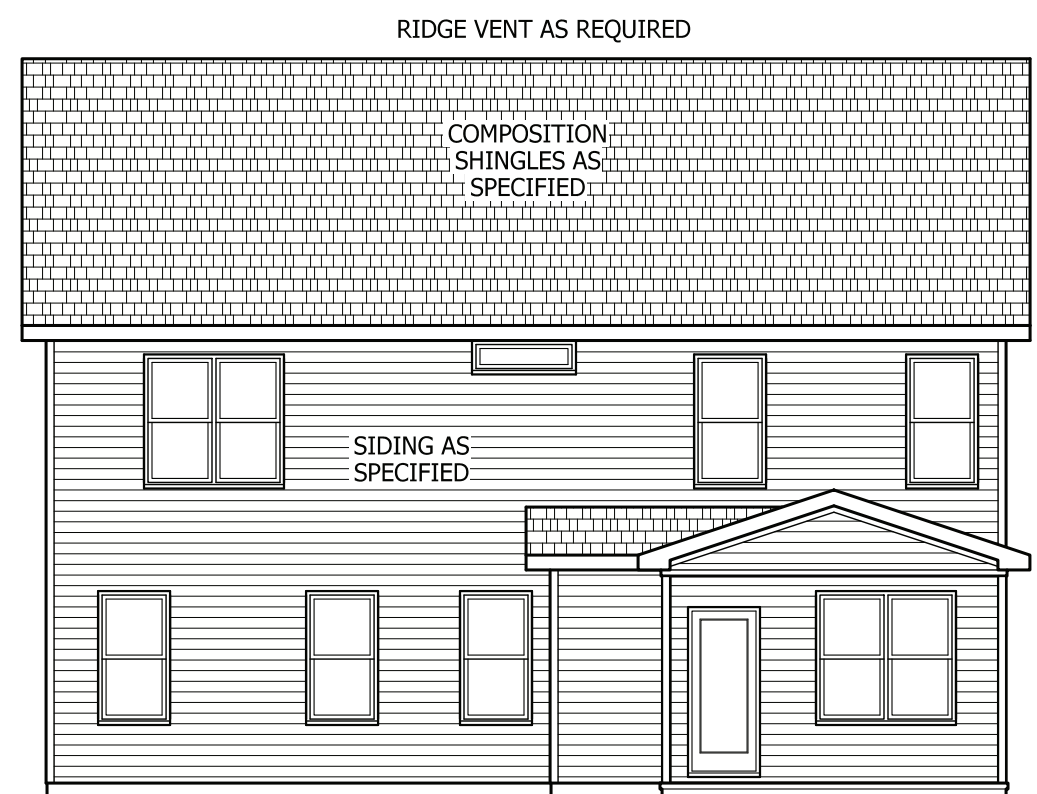 RIDGE VENT AS REQUIRED
COMPOSITION
SHINGLES AS
SPECIFIED
SIDING AS
SPECIFIED